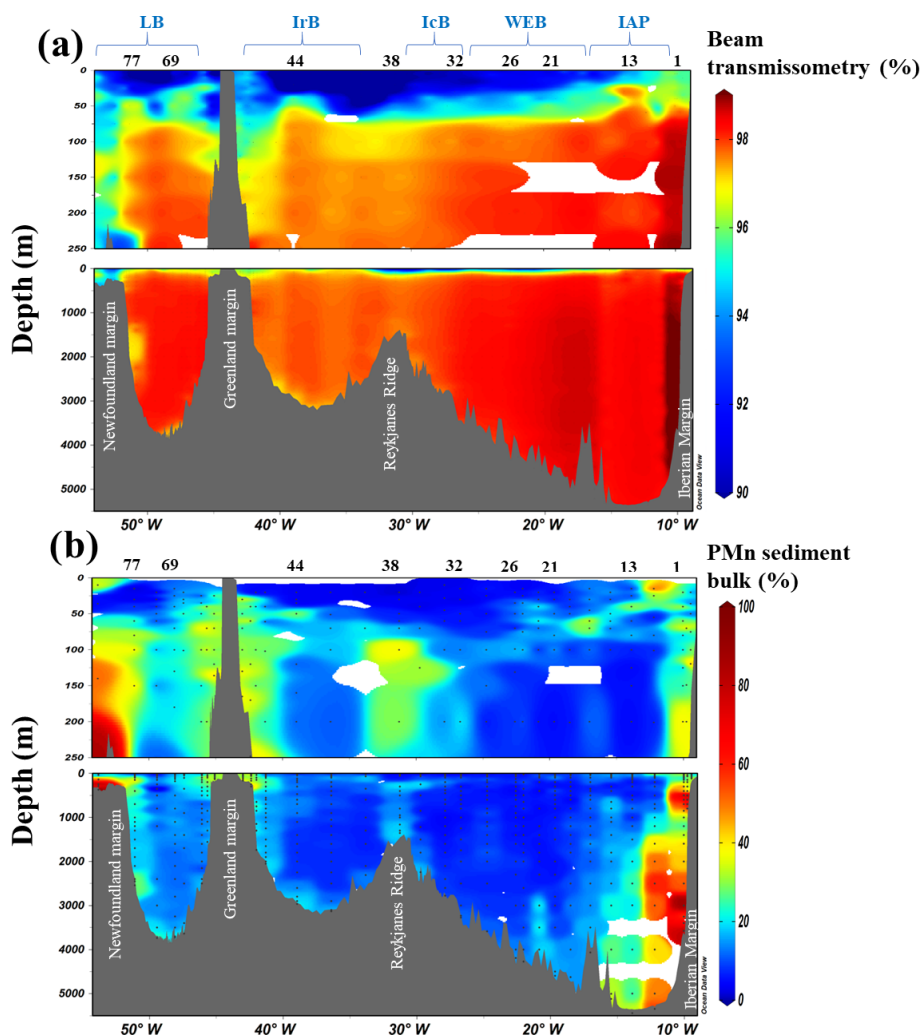 LB IrB IcB WEB IAP
(a)
77 69 44 38 32 26 21 13 1
Beam
transmissometry (%)
0
50
100
150
200
250
98
96
94
92
90
Depth (m)
0
1000
2000
3000
4000
5000
Newfoundland margin
Greenland margin
Reykjanes Ridge
Iberian Margin
Ocean Data View
50° W 40° W 30° W 20° W 10° W
(b)
77 69 44 38 32 26 21 13 1
PMn sediment
bulk (%)
0
50
100
150
200
250
100
80
60
40
20
0
Depth (m)
0
1000
2000
3000
4000
5000
Newfoundland margin
Greenland margin
Reykjanes Ridge
Iberian Margin
Ocean Data View
50° W 40° W 30° W 20° W 10° W